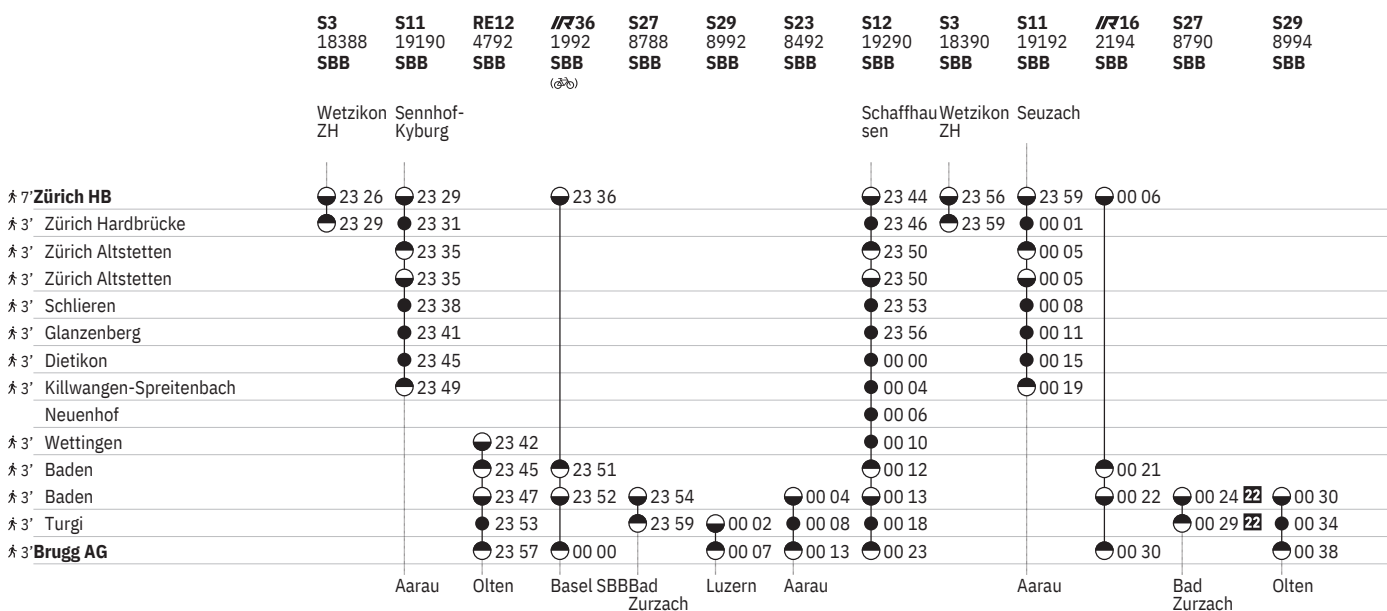 S3 S11 RE12 IR36 S27 S29 S23 S12 S3 S11 IR16 S27 S29
18388 19190 4792 1992 8788 8992 8492 19290 18390 19192 2194 8790 8994
SBB SBB SBB SBB SBB SBB SBB SBB SBB SBB SBB SBB SBB
Wetzikon Sennhof- Schaffhau Wetzikon Seuzach
ZH Kyburg sen ZH
7' Zürich HB 23 26 23 29 23 36 23 44 23 56 23 59 00 06
3' Zürich Hardbrücke 23 29 23 31 23 46 23 59 00 01
3' Zürich Altstetten 23 35 23 50 00 05
3' Zürich Altstetten 23 35 23 50 00 05
3' Schlieren 23 38 23 53 00 08
3' Glanzenberg 23 41 23 56 00 11
3' Dietikon 23 45 00 00 00 15
3' Killwangen-Spreitenbach 23 49 00 04 00 19
Neuenhof 00 06
3' Wettingen 23 42 00 10
3' Baden 23 45 23 51 00 12 00 21
3' Baden 23 47 23 52 23 54 00 04 00 13 00 22 00 24 22 00 30
3' Turgi 23 53 23 59 00 02 00 08 00 18 00 29 22 00 34
3' Brugg AG 23 57 00 00 00 07 00 13 00 23 00 30 00 38
Aarau Olten Basel SBB Bad Luzern Aarau Aarau Bad Olten
Zurzach Zurzach